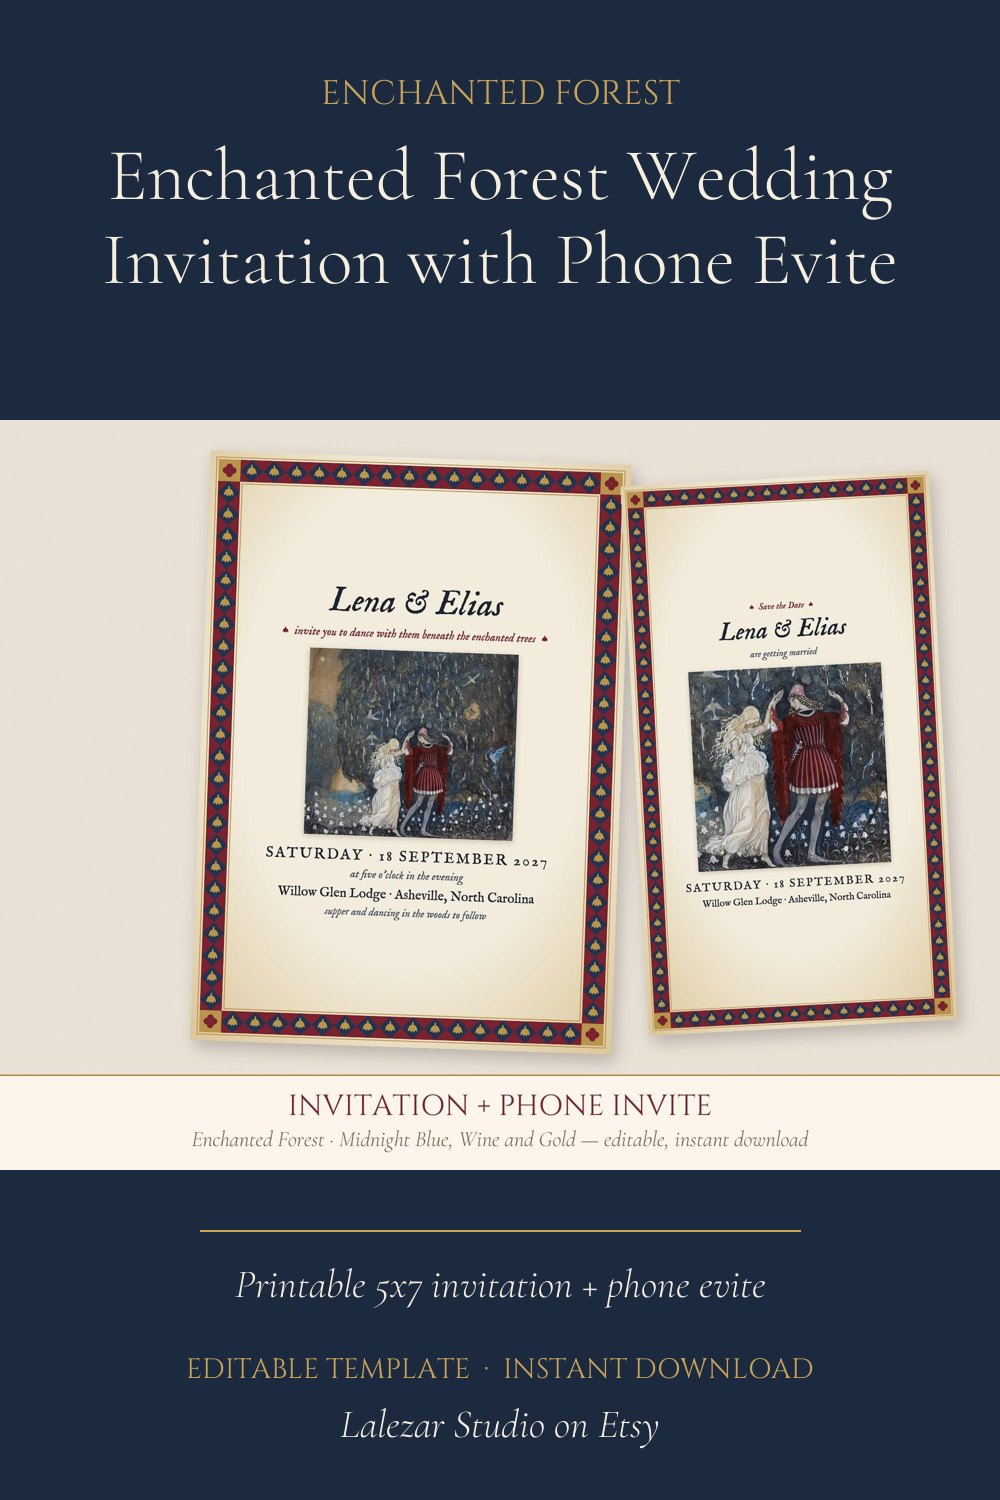 ENCHANTED FOREST
Enchanted Forest Wedding
Invitation with Phone Evite
Lena & Elias
♠ invite you to dance with them beneath the enchanted trees ♠
SATURDAY · 18 SEPTEMBER 2027
at five o'clock in the evening
Willow Glen Lodge · Asheville, North Carolina
supper and dancing in the woods to follow
♠ Save the Date ♠
Lena & Elias
are getting married
SATURDAY · 18 SEPTEMBER 2027
Willow Glen Lodge · Asheville, North Carolina
INVITATION + PHONE INVITE
Enchanted Forest · Midnight Blue, Wine and Gold — editable, instant download
Printable 5x7 invitation + phone evite
EDITABLE TEMPLATE · INSTANT DOWNLOAD
Lalezar Studio on Etsy